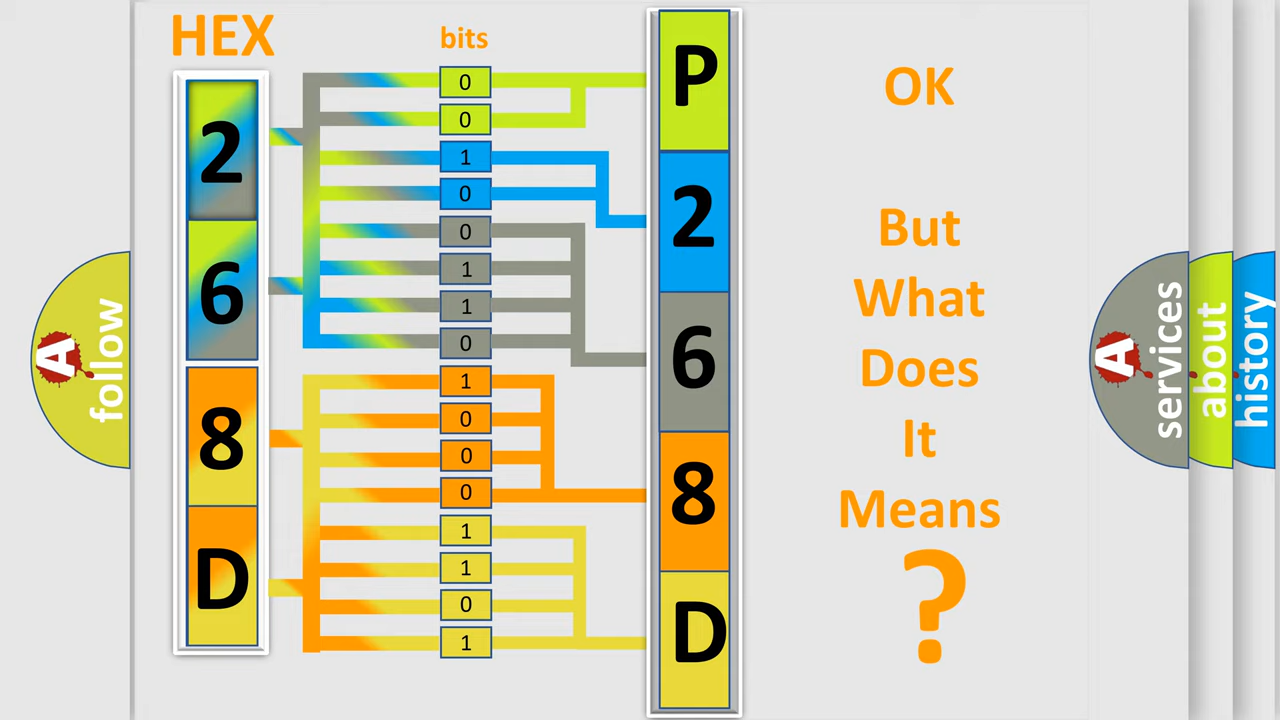 HEX
bits
2
6
8
D
0
0
1
0
0
1
1
0
1
0
0
0
1
1
0
1
P
2
6
8
D
OK
But
What
Does
It
Means
?
A
follow
A
services
about
history